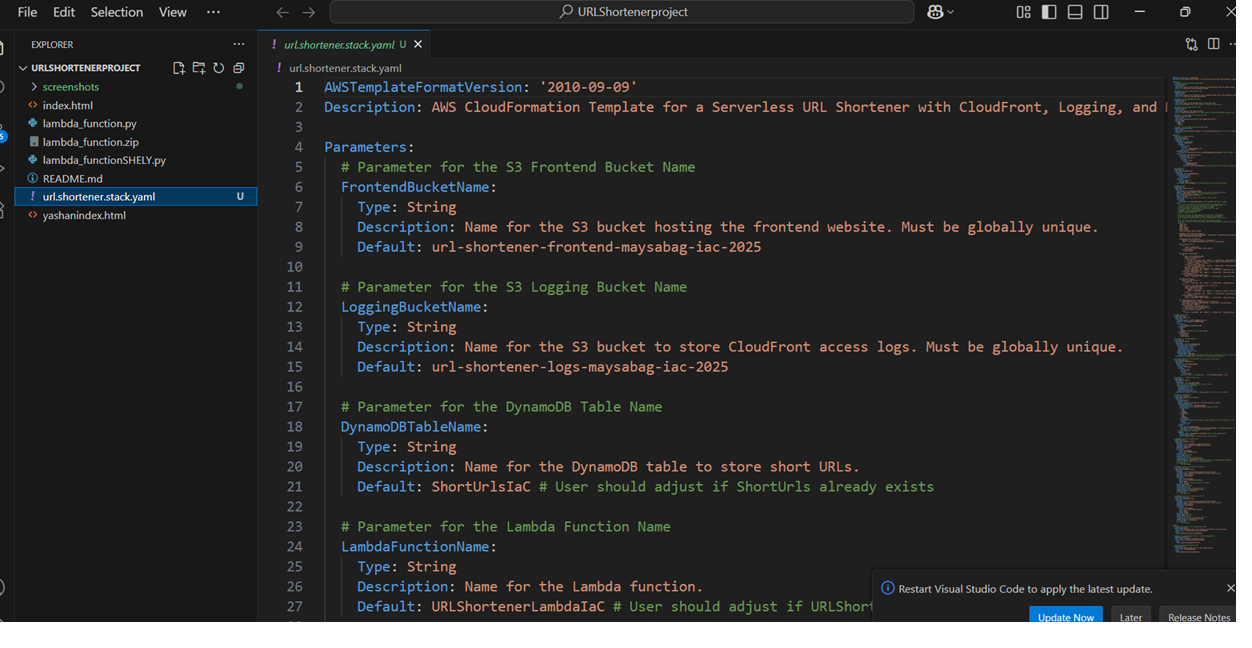 File Edit Selection View ···
URLShortenerproject
EXPLORER ···
URLSHORTENERPROJECT
screenshots
index.html
lambda_function.py
lambda_function.zip
lambda_functionSHELY.py
README.md
url.shortener.stack.yaml U
yashanindex.html
url.shortener.stack.yaml U
url.shortener.stack.yaml
1 AWSTemplateFormatVersion: '2010-09-09'
2 Description: AWS CloudFormation Template for a Serverless URL Shortener with CloudFront, Logging, and
3
4 Parameters:
5 # Parameter for the S3 Frontend Bucket Name
6 FrontendBucketName:
7 Type: String
8 Description: Name for the S3 bucket hosting the frontend website. Must be globally unique.
9 Default: url-shortener-frontend-maysabag-iac-2025
10
11 # Parameter for the S3 Logging Bucket Name
12 LoggingBucketName:
13 Type: String
14 Description: Name for the S3 bucket to store CloudFront access logs. Must be globally unique.
15 Default: url-shortener-logs-maysabag-iac-2025
16
17 # Parameter for the DynamoDB Table Name
18 DynamoDBTableName:
19 Type: String
20 Description: Name for the DynamoDB table to store short URLs.
21 Default: ShortUrlsIaC # User should adjust if ShortUrls already exists
22
23 # Parameter for the Lambda Function Name
24 LambdaFunctionName:
25 Type: String
26 Description: Name for the Lambda function.
27 Default: URLShortenerLambdaIaC # User should adjust if URLShort
Restart Visual Studio Code to apply the latest update.
Update Now Later Release Notes